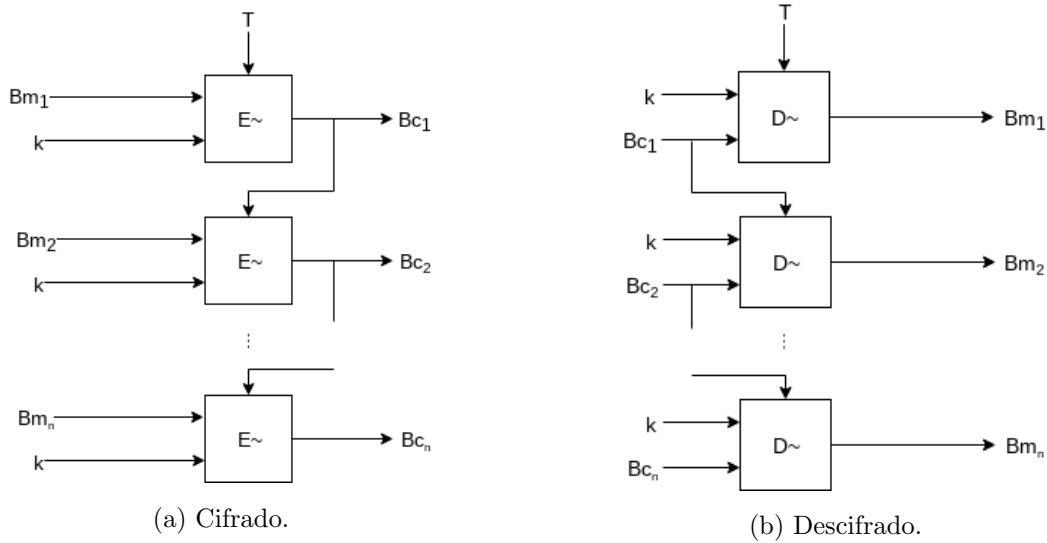 T
Bm1
k
E~
Bc1
Bm2
k
E~
Bc2
Bmn
k
E~
Bcn
(a) Cifrado.
T
k
Bc1
D~
Bm1
k
Bc2
D~
Bm2
k
Bcn
D~
Bmn
(b) Descifrado.